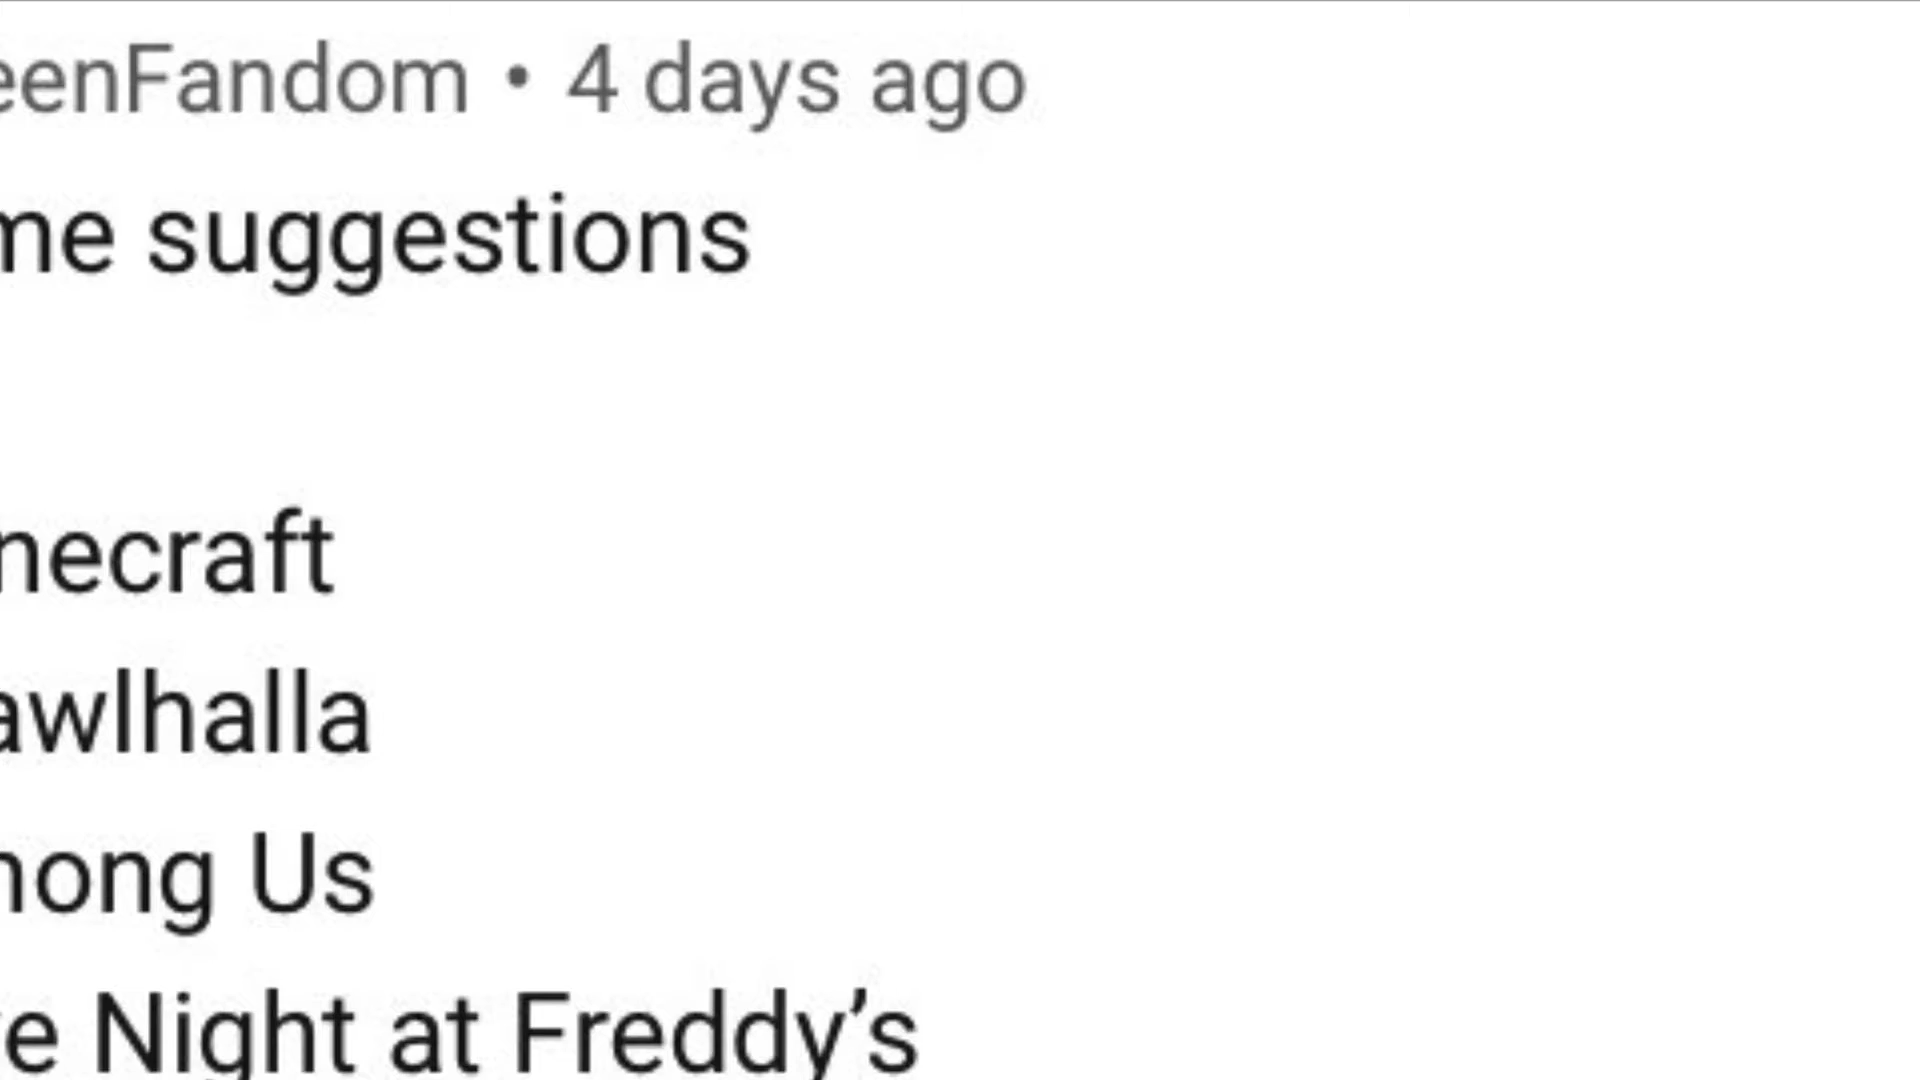 eenFandom • 4 days ago
me suggestions
necraft
awlhalla
nong Us
e Night at Freddy’s